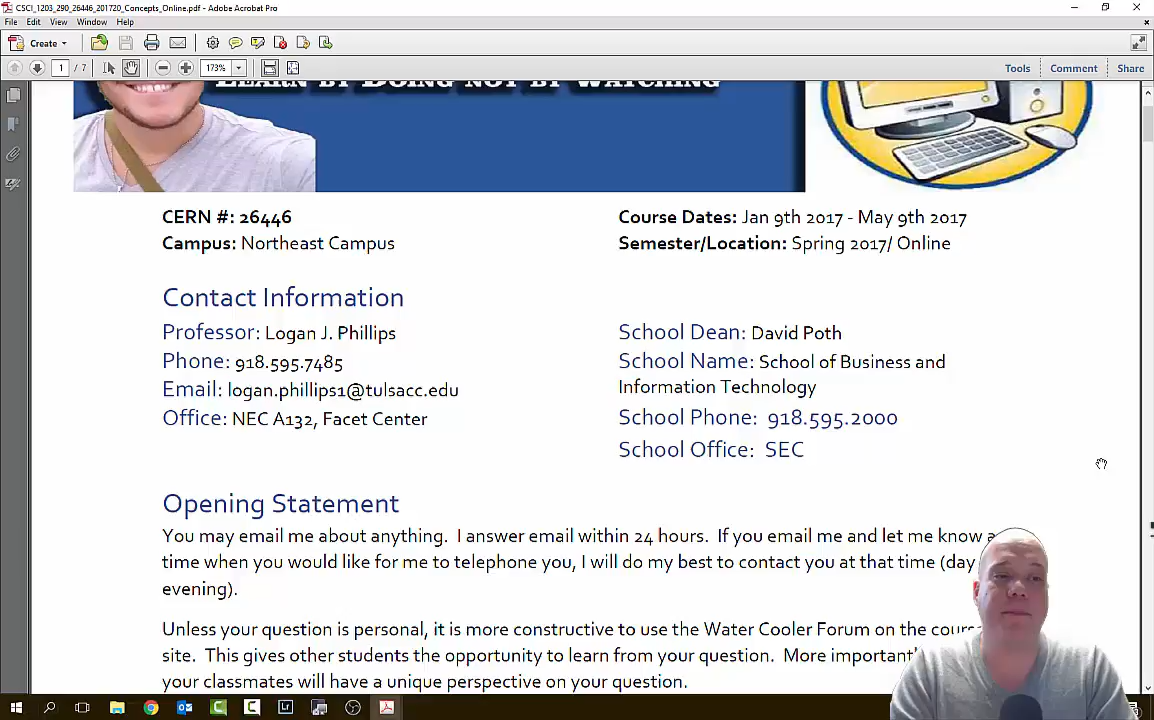 CSCI_1203_290_26446_201720_Concepts_Online.pdf - Adobe Acrobat Pro
File Edit View Window Help
Create
1 / 7 173% Tools Comment Share
Learn by Doing not by Watching
CERN #: 26446
Campus: Northeast Campus
Course Dates: Jan 9th 2017 - May 9th 2017
Semester/Location: Spring 2017/ Online
Contact Information
Professor: Logan J. Phillips
Phone: 918.595.7485
Email: logan.phillips1@tulsacc.edu
Office: NEC A132, Facet Center
School Dean: David Poth
School Name: School of Business and
Information Technology
School Phone: 918.595.2000
School Office: SEC
Opening Statement
You may email me about anything. I answer email within 24 hours. If you email me and let me know a
time when you would like for me to telephone you, I will do my best to contact you at that time (day
evening).
Unless your question is personal, it is more constructive to use the Water Cooler Forum on the
site. This gives other students the opportunity to learn from your question. More
your classmates will have a unique perspective on your question.